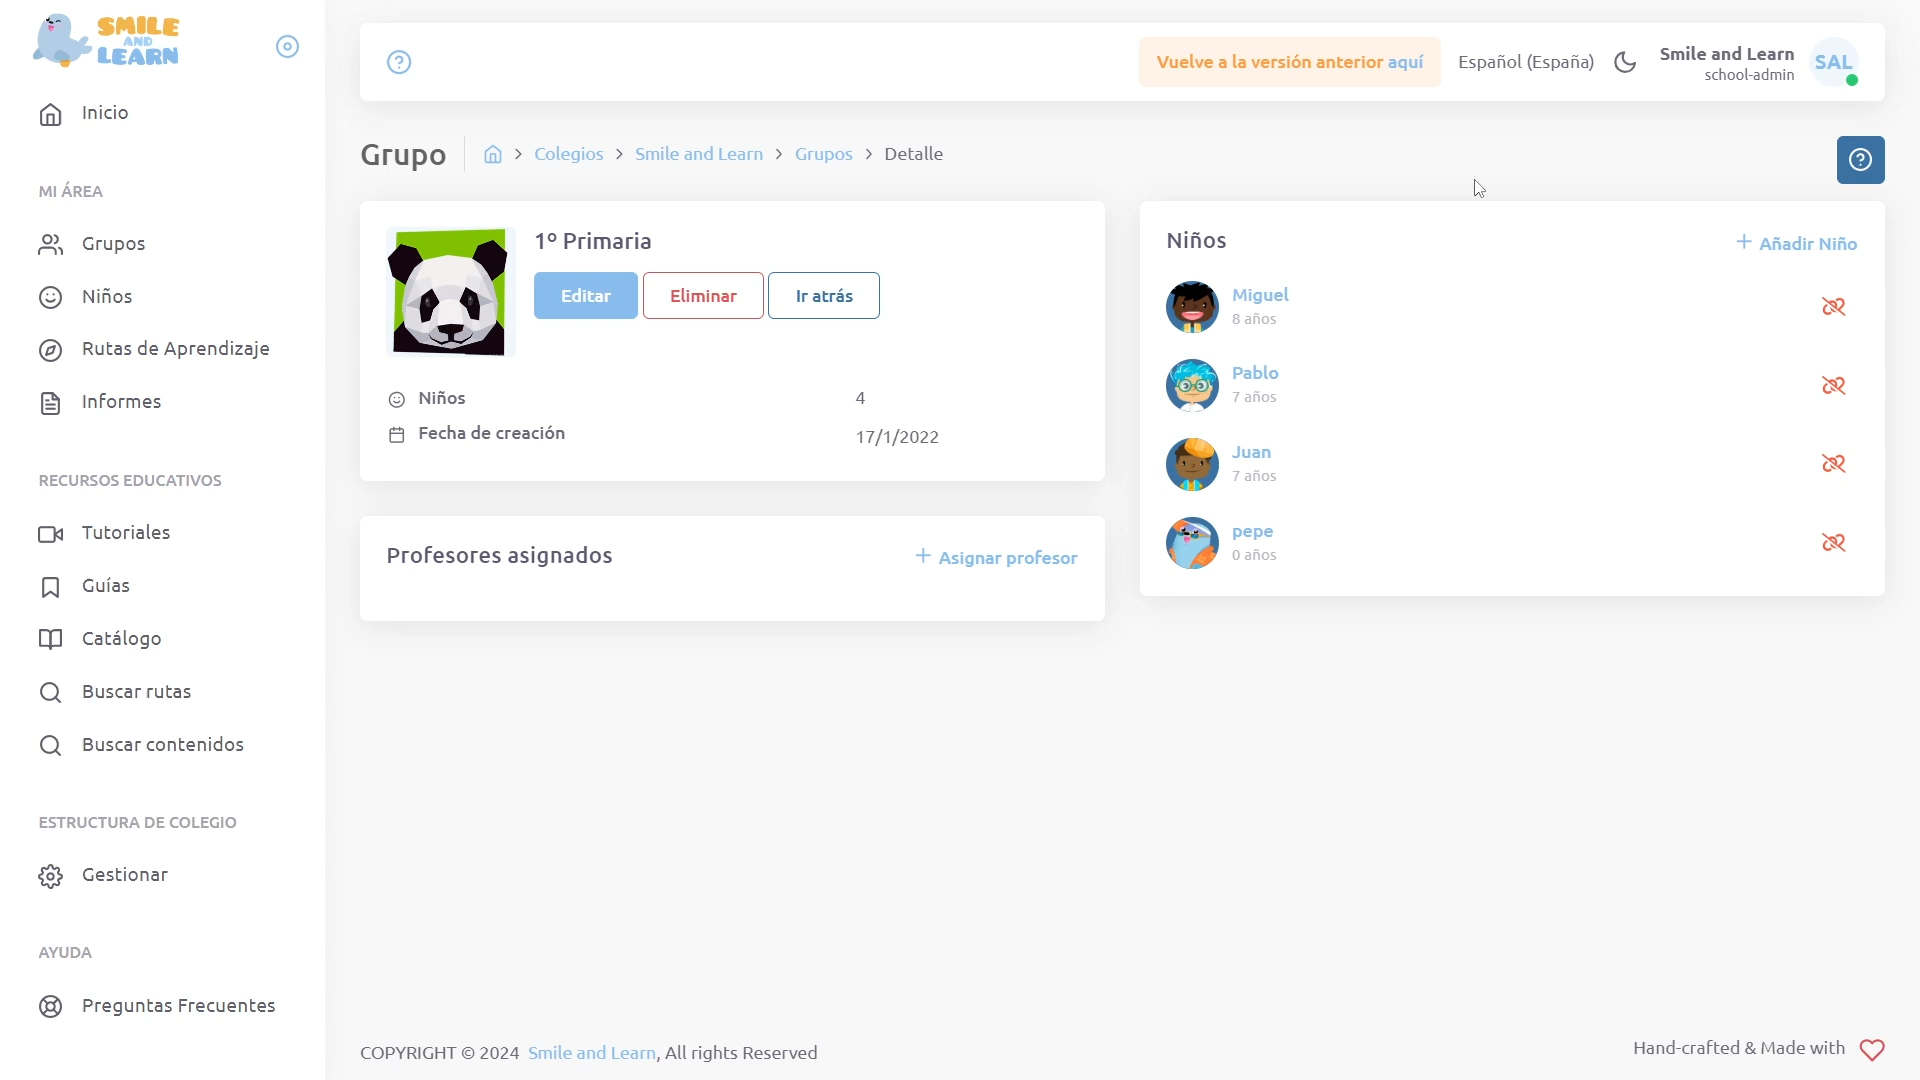 SMILE
AND
LEARN
Inicio
MI ÁREA
Grupos
Niños
Rutas de Aprendizaje
Informes
RECURSOS EDUCATIVOS
Tutoriales
Guías
Catálogo
Buscar rutas
Buscar contenidos
ESTRUCTURA DE COLEGIO
Gestionar
AYUDA
Preguntas Frecuentes
Vuelve a la versión anterior aquí
Español (España)
Smile and Learn
school-admin
SAL
Grupo
Colegios > Smile and Learn > Grupos > Detalle
1º Primaria
Editar Eliminar Ir atrás
Niños 4
Fecha de creación 17/1/2022
Profesores asignados
+ Asignar profesor
Niños
+ Añadir Niño
Miguel
8 años
Pablo
7 años
Juan
7 años
pepe
0 años
COPYRIGHT © 2024 Smile and Learn, All rights Reserved
Hand-crafted & Made with